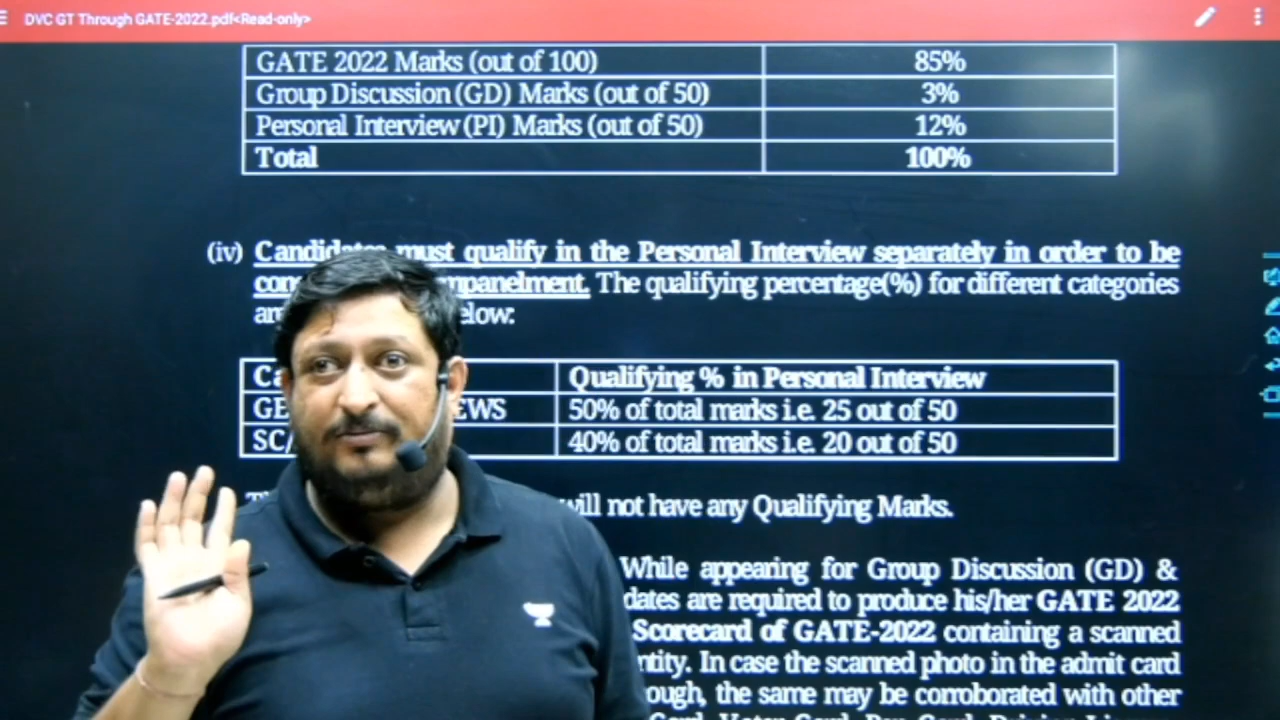 DVC GT Through GATE-2022.pdf<Read-only>
GATE 2022 Marks (out of 100) 85%
Group Discussion (GD) Marks (out of 50) 3%
Personal Interview (PI) Marks (out of 50) 12%
Total 100%
(iv) must qualify in the Personal Interview separately in order to be
The qualifying percentage(%) for different categories
Qualifying % in Personal Interview
EWS 50% of total marks i.e. 25 out of 50
40% of total marks i.e. 20 out of 50
will not have any Qualifying Marks.
While appearing for Group Discussion (GD) &
are required to produce his/her GATE 2022
Scorecard of GATE-2022 containing a scanned
In case the scanned photo in the admit card
the same may be corroborated with other